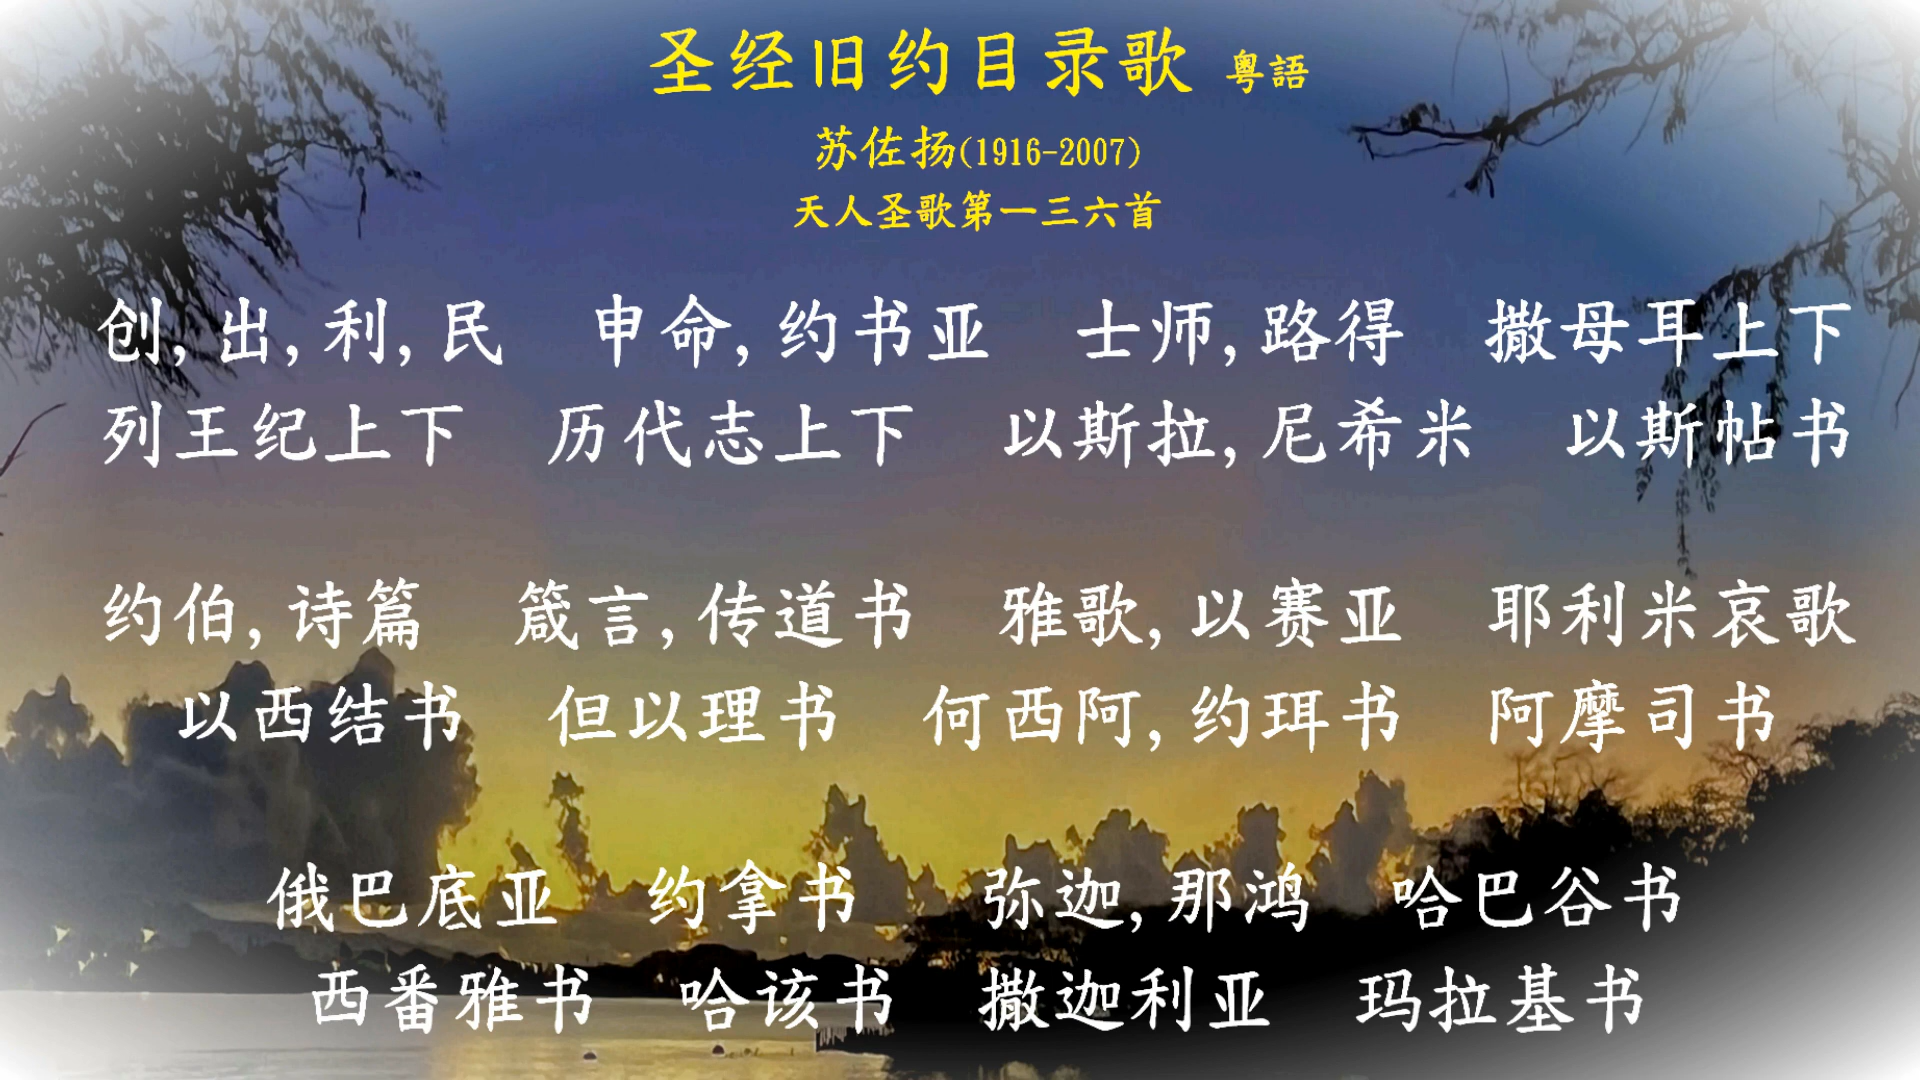 圣经旧约目录歌 粵語
苏佐扬(1916-2007)
天人圣歌第一三六首
创,出,利,民 申命,约书亚 士师,路得 撒母耳上下
列王纪上下 历代志上下 以斯拉,尼希米 以斯帖书
约伯,诗篇 箴言,传道书 雅歌,以赛亚 耶利米哀歌
以西结书 但以理书 何西阿,约珥书 阿摩司书
俄巴底亚 约拿书 弥迦,那鸿 哈巴谷书
西番雅书 哈该书 撒迦利亚 玛拉基书